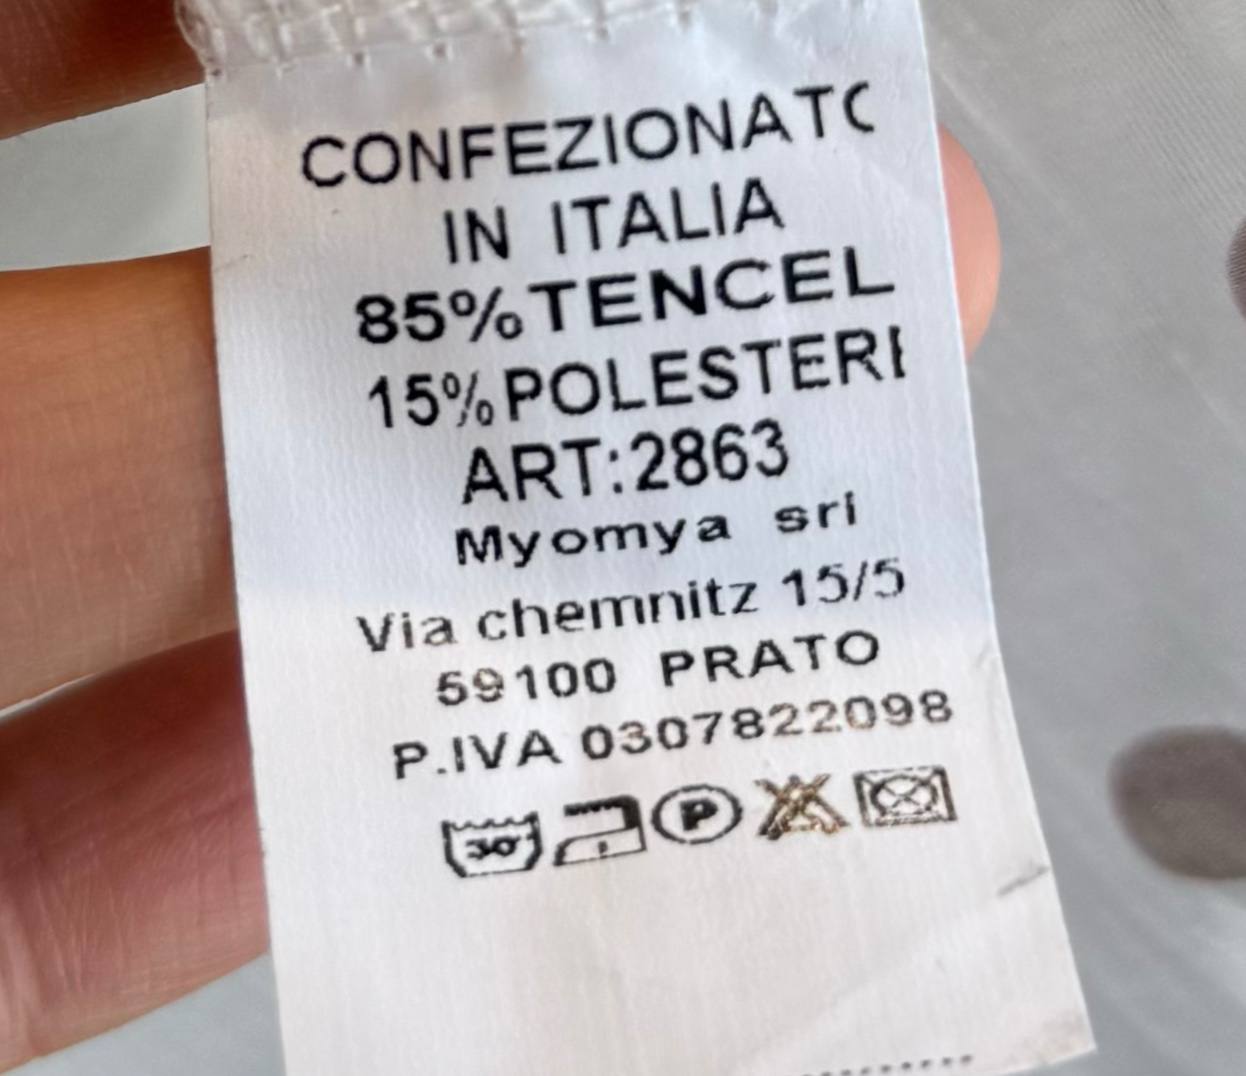 CONFEZIONATO
IN ITALIA
85%TENCEL
15%POLESTERE
ART:2863
Myomya srl
Via chemnitz 15/5
59100 PRATO
P.IVA 0307822098
30°
P